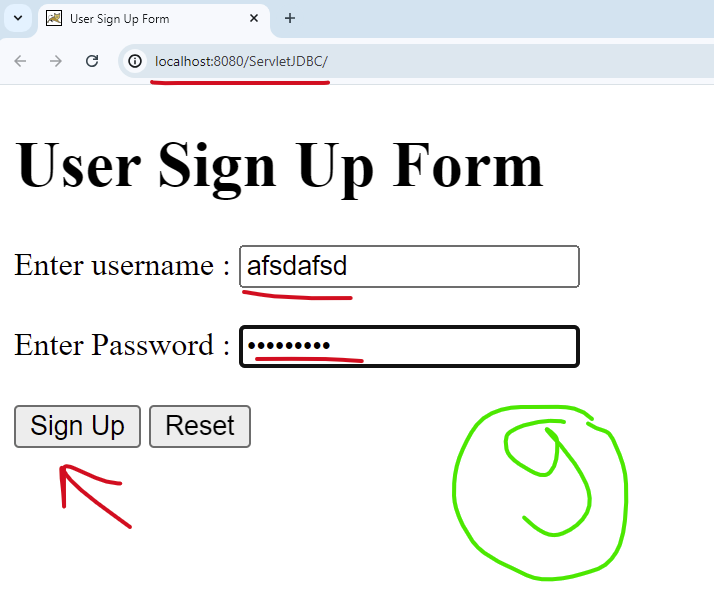 User Sign Up Form
localhost:8080/ServletJDBC/
User Sign Up Form
Enter username : afsdafsd
Enter Password : •••••••••
Sign Up Reset
9